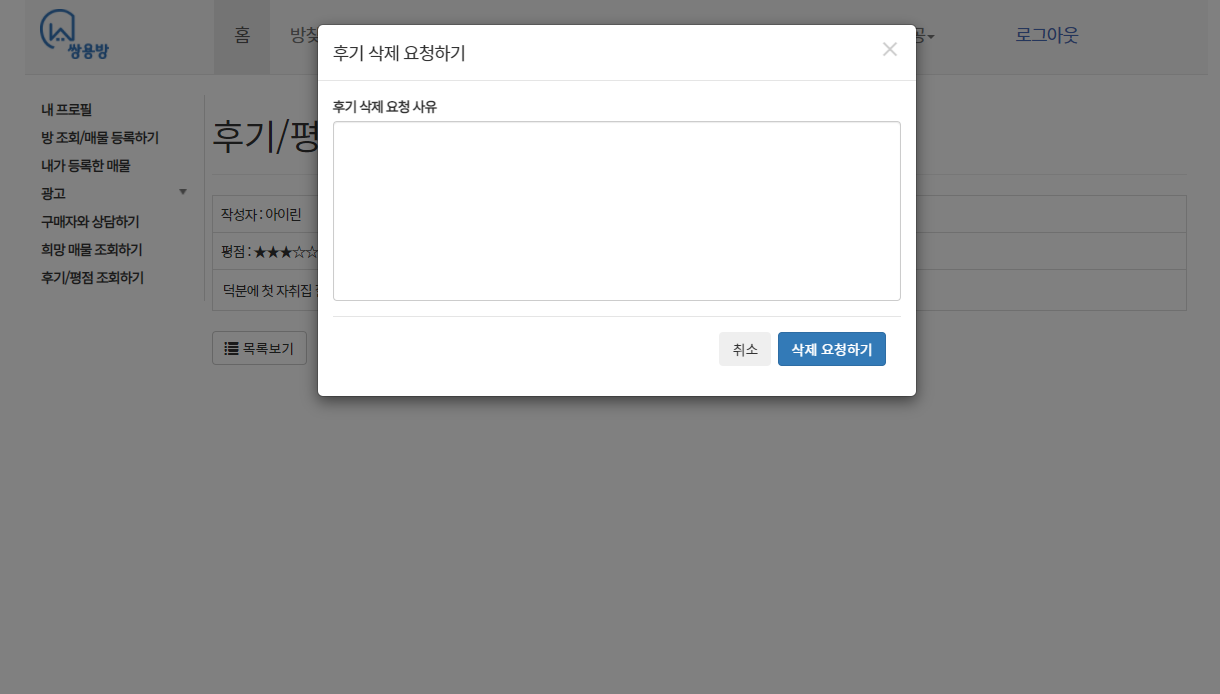 쌍용방
홈
로그아웃
후기 삭제 요청하기
×
후기 삭제 요청 사유
취소
삭제 요청하기
내 프로필
방 조회/매물 등록하기
내가 등록한 매물
광고
구매자와 상담하기
희망 매물 조회하기
후기/평점 조회하기
후기/평
작성자 : 아이린
평점 : ★★★☆☆
덕분에 첫 자취집
목록보기